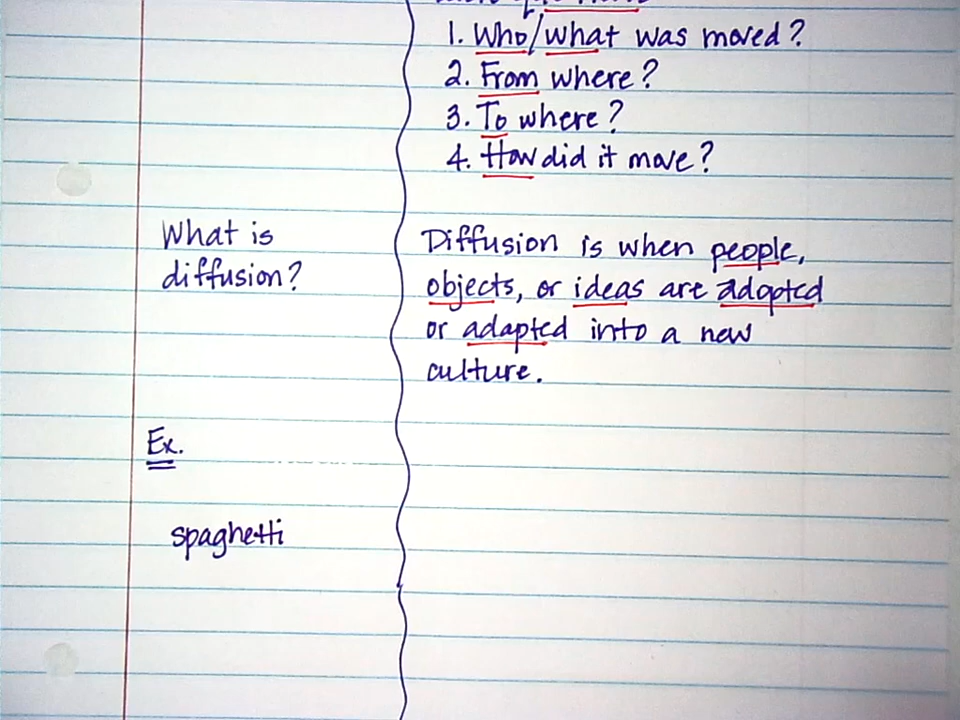 1. Who/what was moved?
2. From where?
3. To where?
4. How did it move?
What is
diffusion?
Diffusion is when people,
objects, or ideas are adopted
or adapted into a new
culture.
Ex.
spaghetti